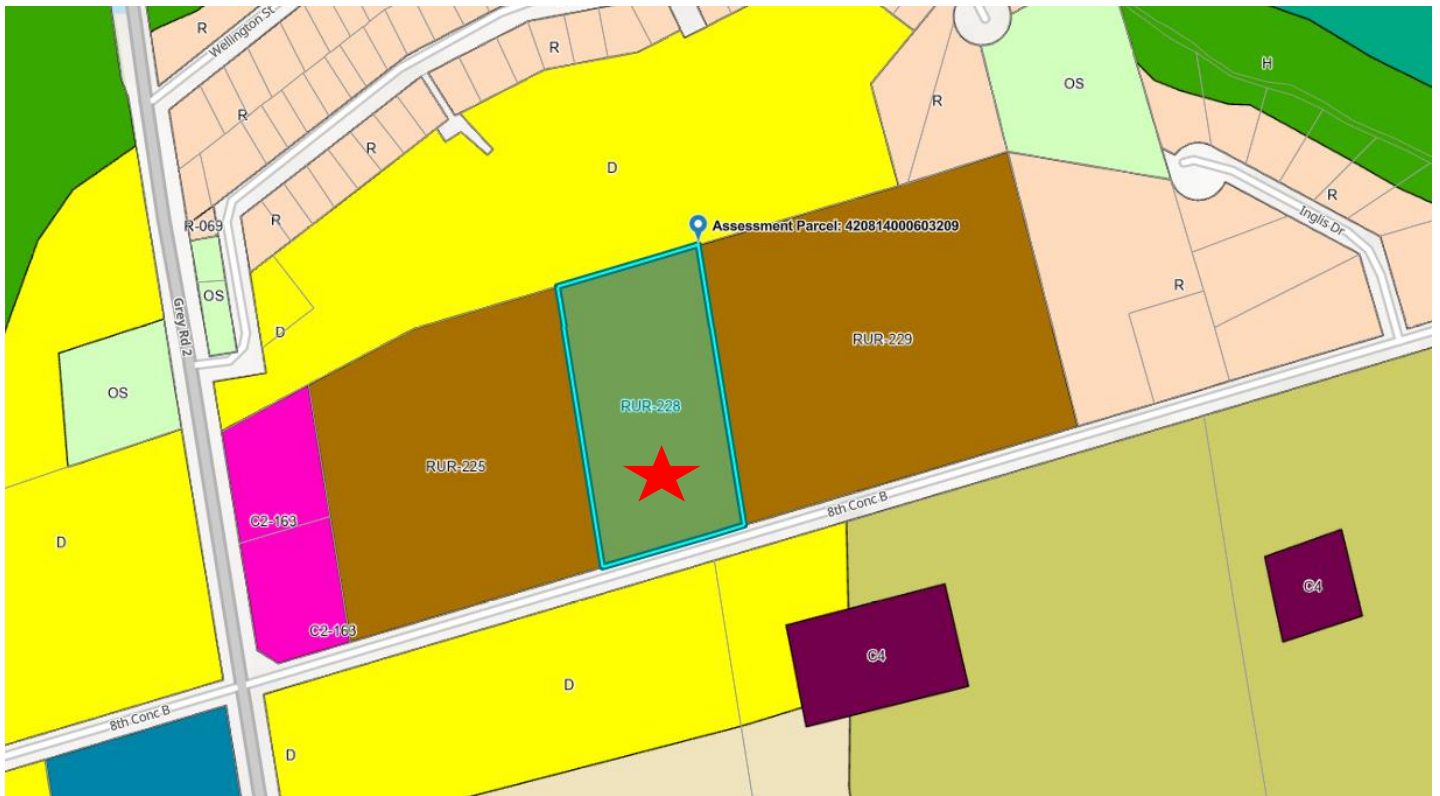 R
Wellington St
R
H
OS
R
R
R
D
R
R-069
R
Assessment Parcel: 420814000603209
Inglis Dr
OS
Grey Rd 2
D
R
RUR-229
OS
RUR-228
RUR-225
8th Conc B
C2-163
D
C4
C2-163
C4
D
8th Conc B
D